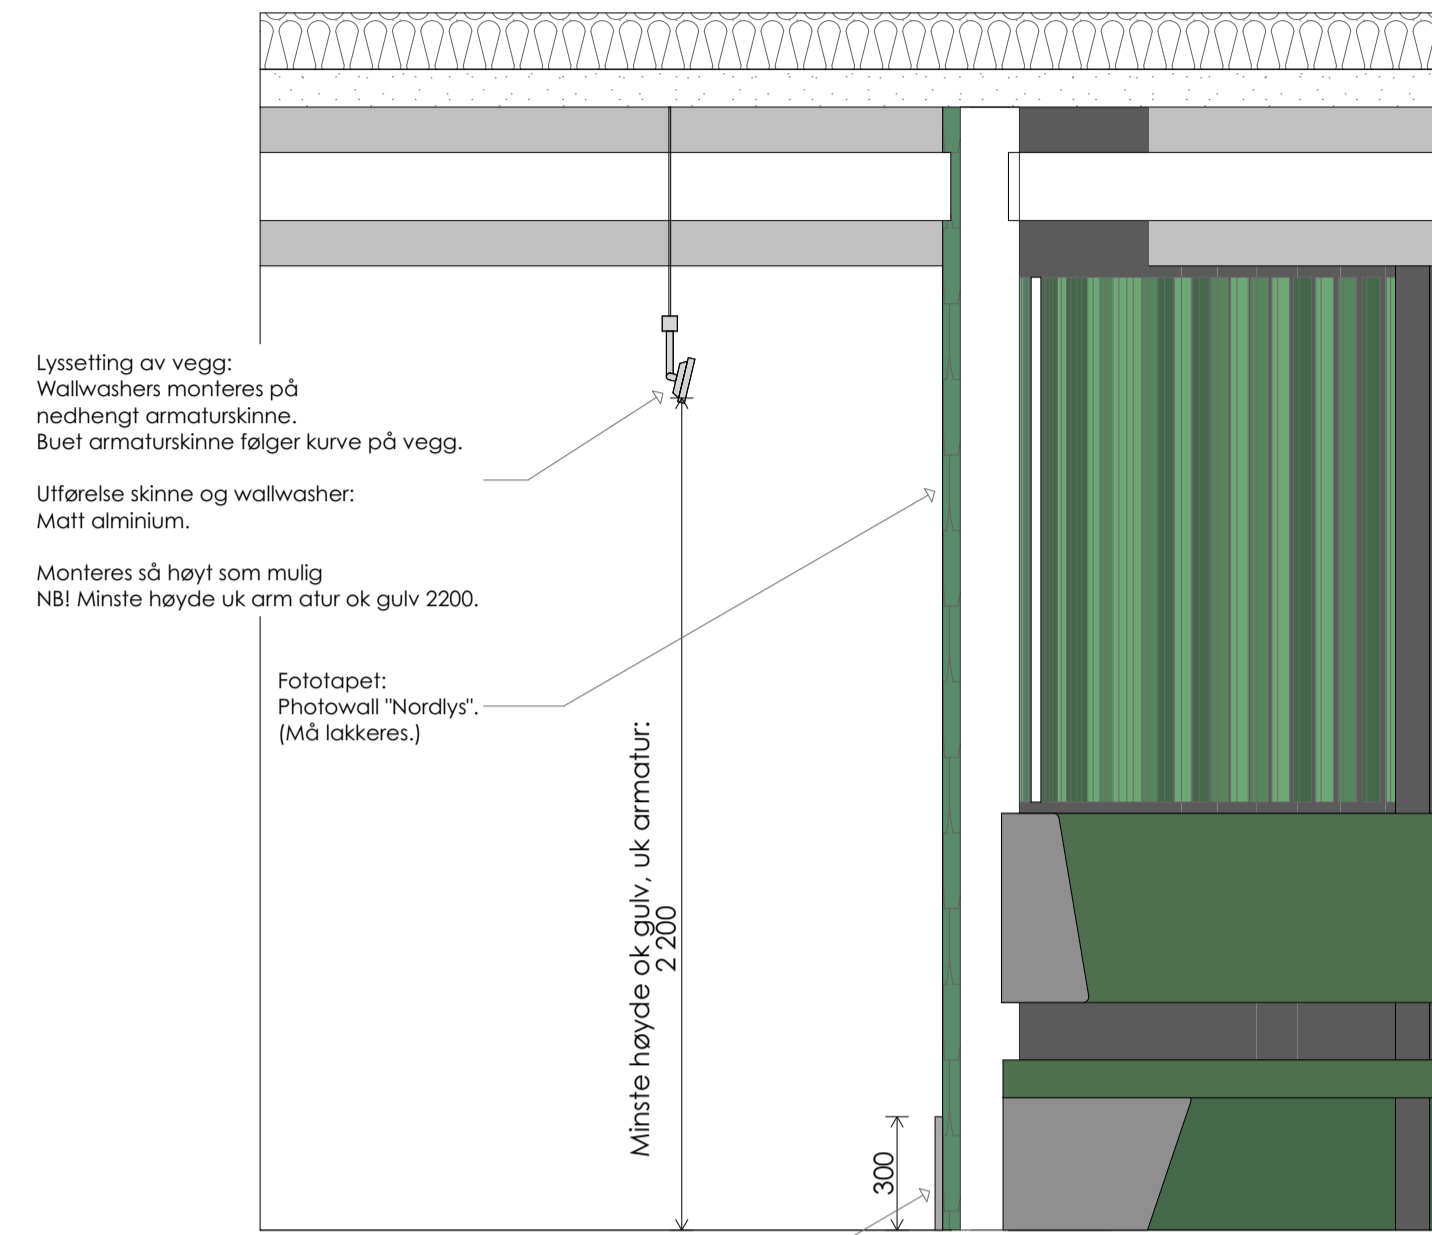 Lyssetting av vegg:
Wallwashers monteres på
nedhengt armaturskinne.
Buet armaturskinne følger kurve på vegg.
Utførelse skinne og wallwasher:
Matt alminium.
Monteres så høyt som mulig
NB! Minste høyde uk arm atur ok gulv 2200.
Fototapet:
Photowall "Nordlys".
(Må lakkeres.)
Minste høyde ok gulv, uk armatur:
2 200
300